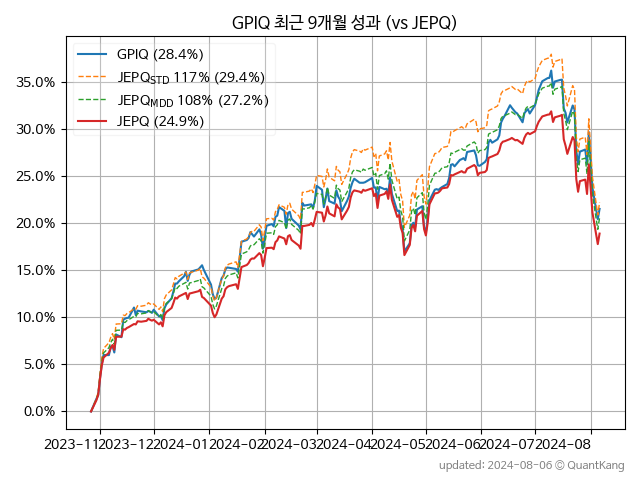 GPIQ 최근 9개월 성과 (vs JEPQ)
GPIQ (28.4%)
JEPQSTD 117% (29.4%)
JEPQMDD 108% (27.2%)
JEPQ (24.9%)
35.0%
30.0%
25.0%
20.0%
15.0%
10.0%
5.0%
0.0%
2023-11 2023-12 2024-01 2024-02 2024-03 2024-04 2024-05 2024-06 2024-07 2024-08
updated: 2024-08-06 © QuantKang